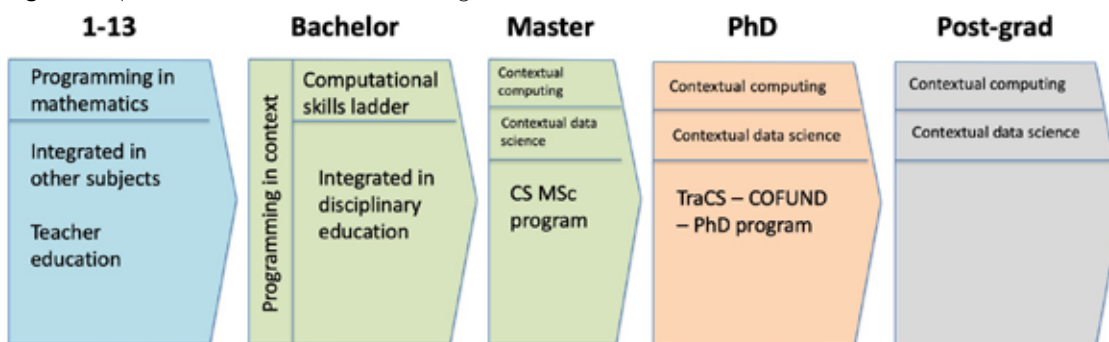 1-13
Programming in
mathematics
Integrated in
other subjects
Teacher
education
Bachelor
Programming in context
Computational
skills ladder
Integrated in
disciplinary
education
Master
Contextual
computing
Contextual data
science
CS MSc
program
PhD
Contextual computing
Contextual data science
TraCS – COFUND
– PhD program
Post-grad
Contextual computing
Contextual data science